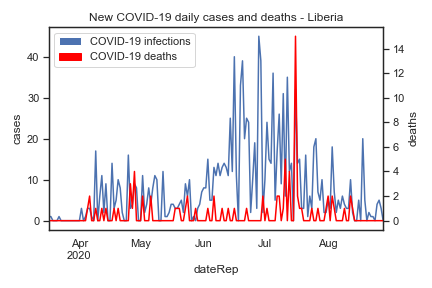 New COVID-19 daily cases and deaths - Liberia
COVID-19 infections
COVID-19 deaths
40
30
20
10
0
cases
14
12
10
8
6
4
2
0
deaths
Apr
2020
May
Jun
Jul
Aug
dateRep